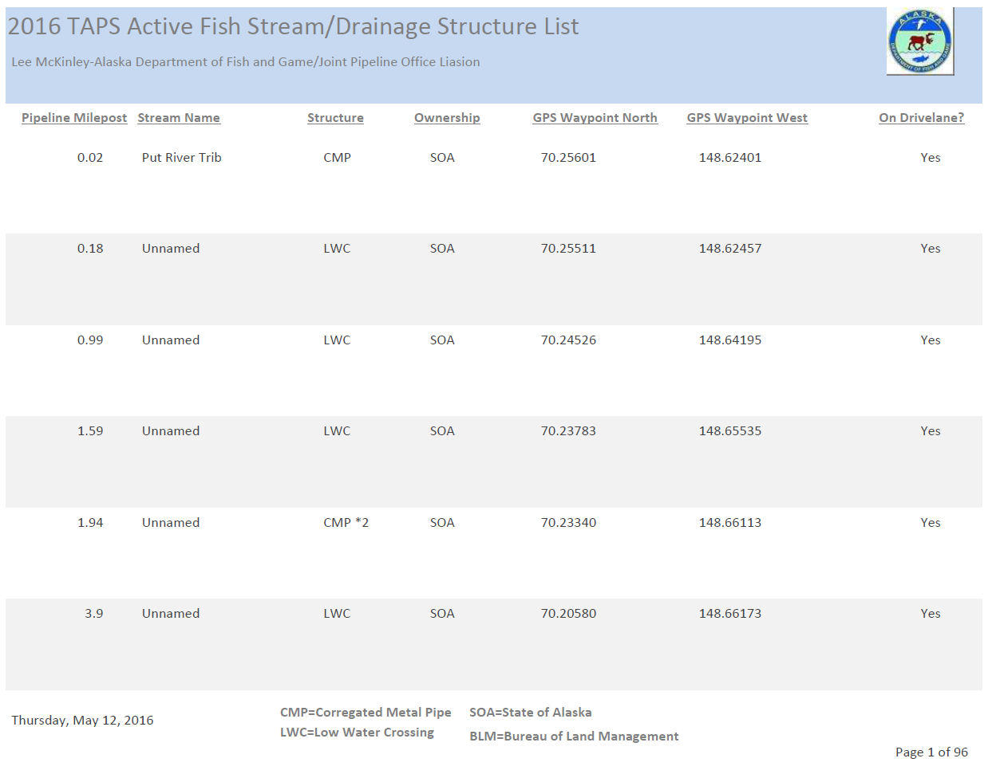 2016 TAPS Active Fish Stream/Drainage Structure List
Lee McKinley-Alaska Department of Fish and Game/Joint Pipeline Office Liasion
ALASKA
DEPARTMENT OF FISH AND GAME
Pipeline Milepost Stream Name Structure Ownership GPS Waypoint North GPS Waypoint West On Drivelane?
0.02 Put River Trib CMP SOA 70.25601 148.62401 Yes
0.18 Unnamed LWC SOA 70.25511 148.62457 Yes
0.99 Unnamed LWC SOA 70.24526 148.64195 Yes
1.59 Unnamed LWC SOA 70.23783 148.65535 Yes
1.94 Unnamed CMP *2 SOA 70.23340 148.66113 Yes
3.9 Unnamed LWC SOA 70.20580 148.66173 Yes
Thursday, May 12, 2016
CMP=Corregated Metal Pipe SOA=State of Alaska
LWC=Low Water Crossing BLM=Bureau of Land Management
Page 1 of 96